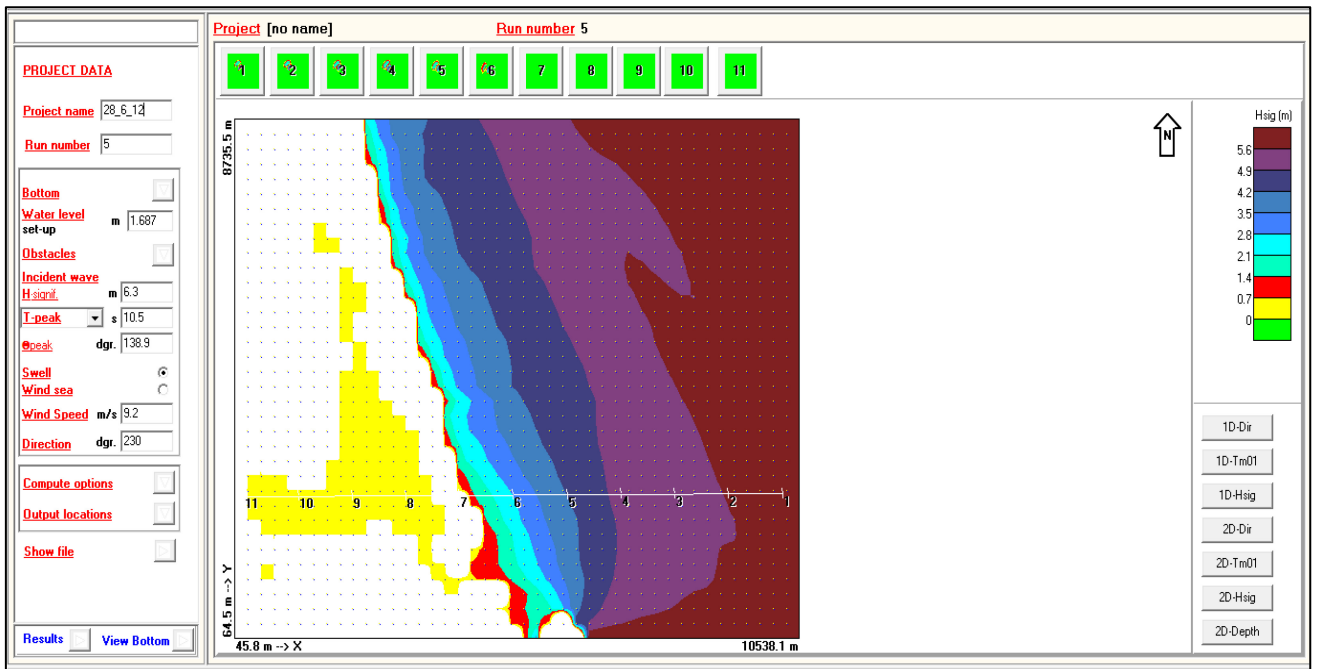 Project [no name] Run number 5
PROJECT DATA
Project name 28_6_12
Run number 5
Bottom
Water level
set-up m 1.687
Obstacles
Incident wave
H-signif. m 6.3
T-peak s 10.5
Θpeak dgr. 138.9
Swell
Wind sea
Wind Speed m/s 9.2
Direction dgr. 230
Compute options
Output locations
Show file
Results View Bottom
1 2 3 4 5 6 7 8 9 10 11
8735.5 m
64.5 m --> Y
11 10 9 8 7 6 5 4 3 2 1
45.8 m --> X 10538.1 m
N
Hsig (m)
5.6
4.9
4.2
3.5
2.8
2.1
1.4
0.7
0
1D-Dir
1D-Tm01
1D-Hsig
2D-Dir
2D-Tm01
2D-Hsig
2D-Depth